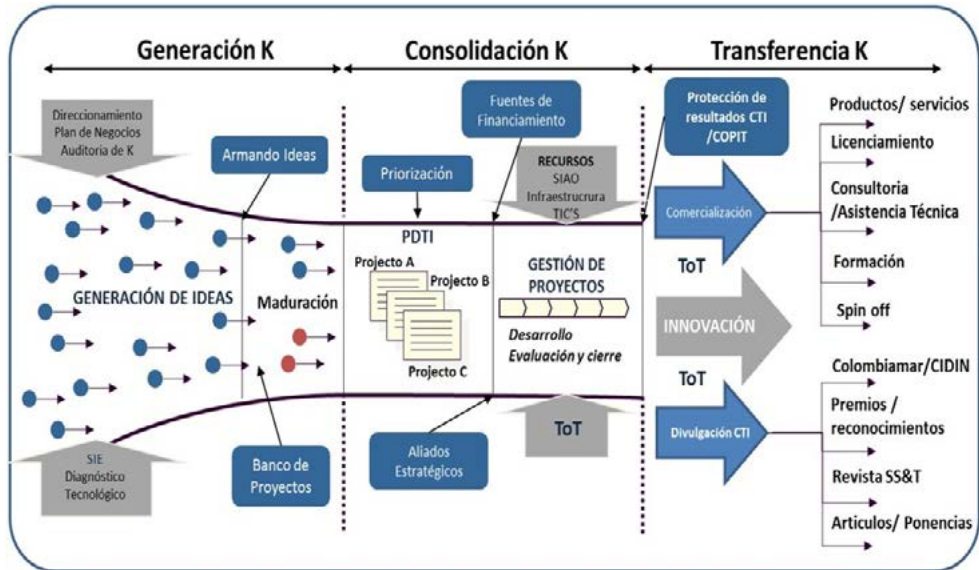 Generación K
Consolidación K
Transferencia K
Direccionamiento
Plan de Negocios
Auditoria de K
Armando Ideas
GENERACIÓN DE IDEAS
Maduración
SIE
Diagnóstico
Tecnológico
Banco de
Proyectos
Priorización
Fuentes de
Financiamiento
RECURSOS
SIAO
Infraestrucrura
TIC'S
PDTI
Projecto A
Projecto B
Projecto C
GESTIÓN DE
PROYECTOS
Desarrollo
Evaluación y cierre
Aliados
Estratégicos
ToT
Protección de
resultados CTI
/COPIT
Comercialización
ToT
INNOVACIÓN
ToT
Divulgación CTI
Productos/ servicios
Licenciamiento
Consultoria
/Asistencia Técnica
Formación
Spin off
Colombiamar/CIDIN
Premios /
reconocimientos
Revista SS&T
Articulos/ Ponencias